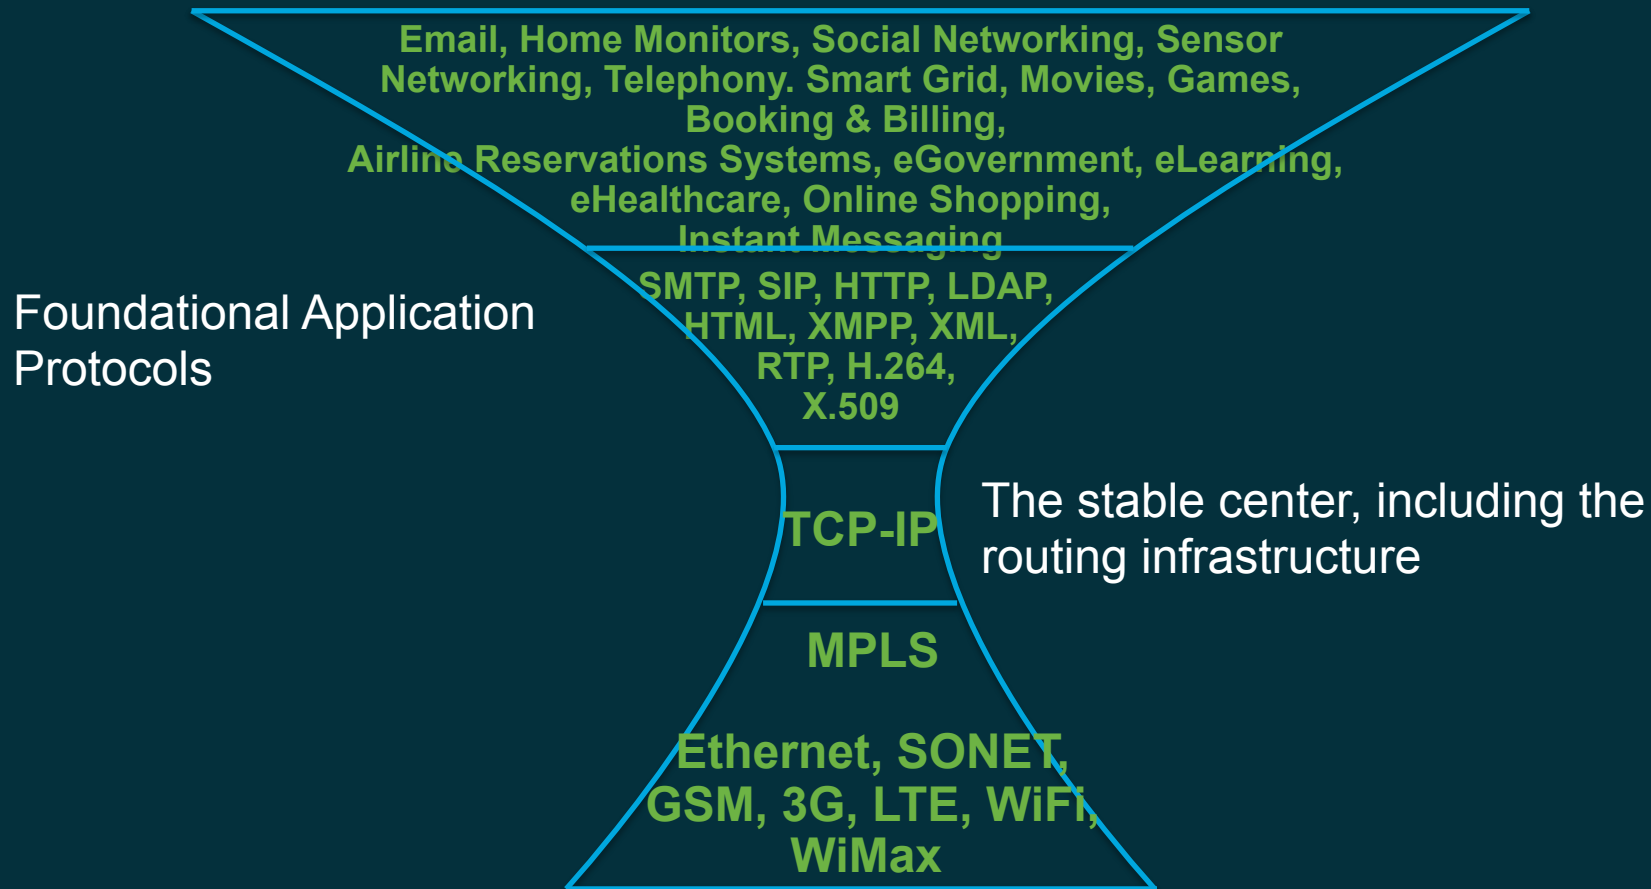 Email, Home Monitors, Social Networking, Sensor
Networking, Telephony. Smart Grid, Movies, Games,
Booking & Billing,
Airline Reservations Systems, eGovernment, eLearning,
eHealthcare, Online Shopping,
Instant Messaging
SMTP, SIP, HTTP, LDAP,
HTML, XMPP, XML,
RTP, H.264,
X.509
Foundational Application
Protocols
TCP-IP
The stable center, including the
routing infrastructure
MPLS
Ethernet, SONET,
GSM, 3G, LTE, WiFi,
WiMax